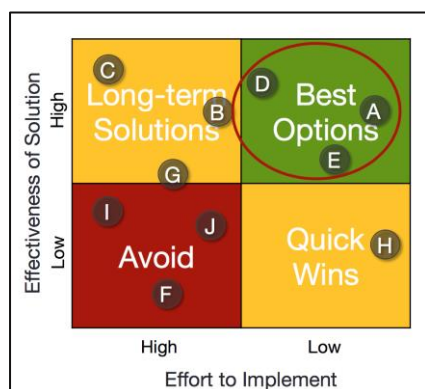 Effectiveness of Solution
High
Low
C
Long-term
Solutions
B
G
D
Best
Options
A
E
I
J
Avoid
F
Quick
Wins
H
High
Low
Effort to Implement